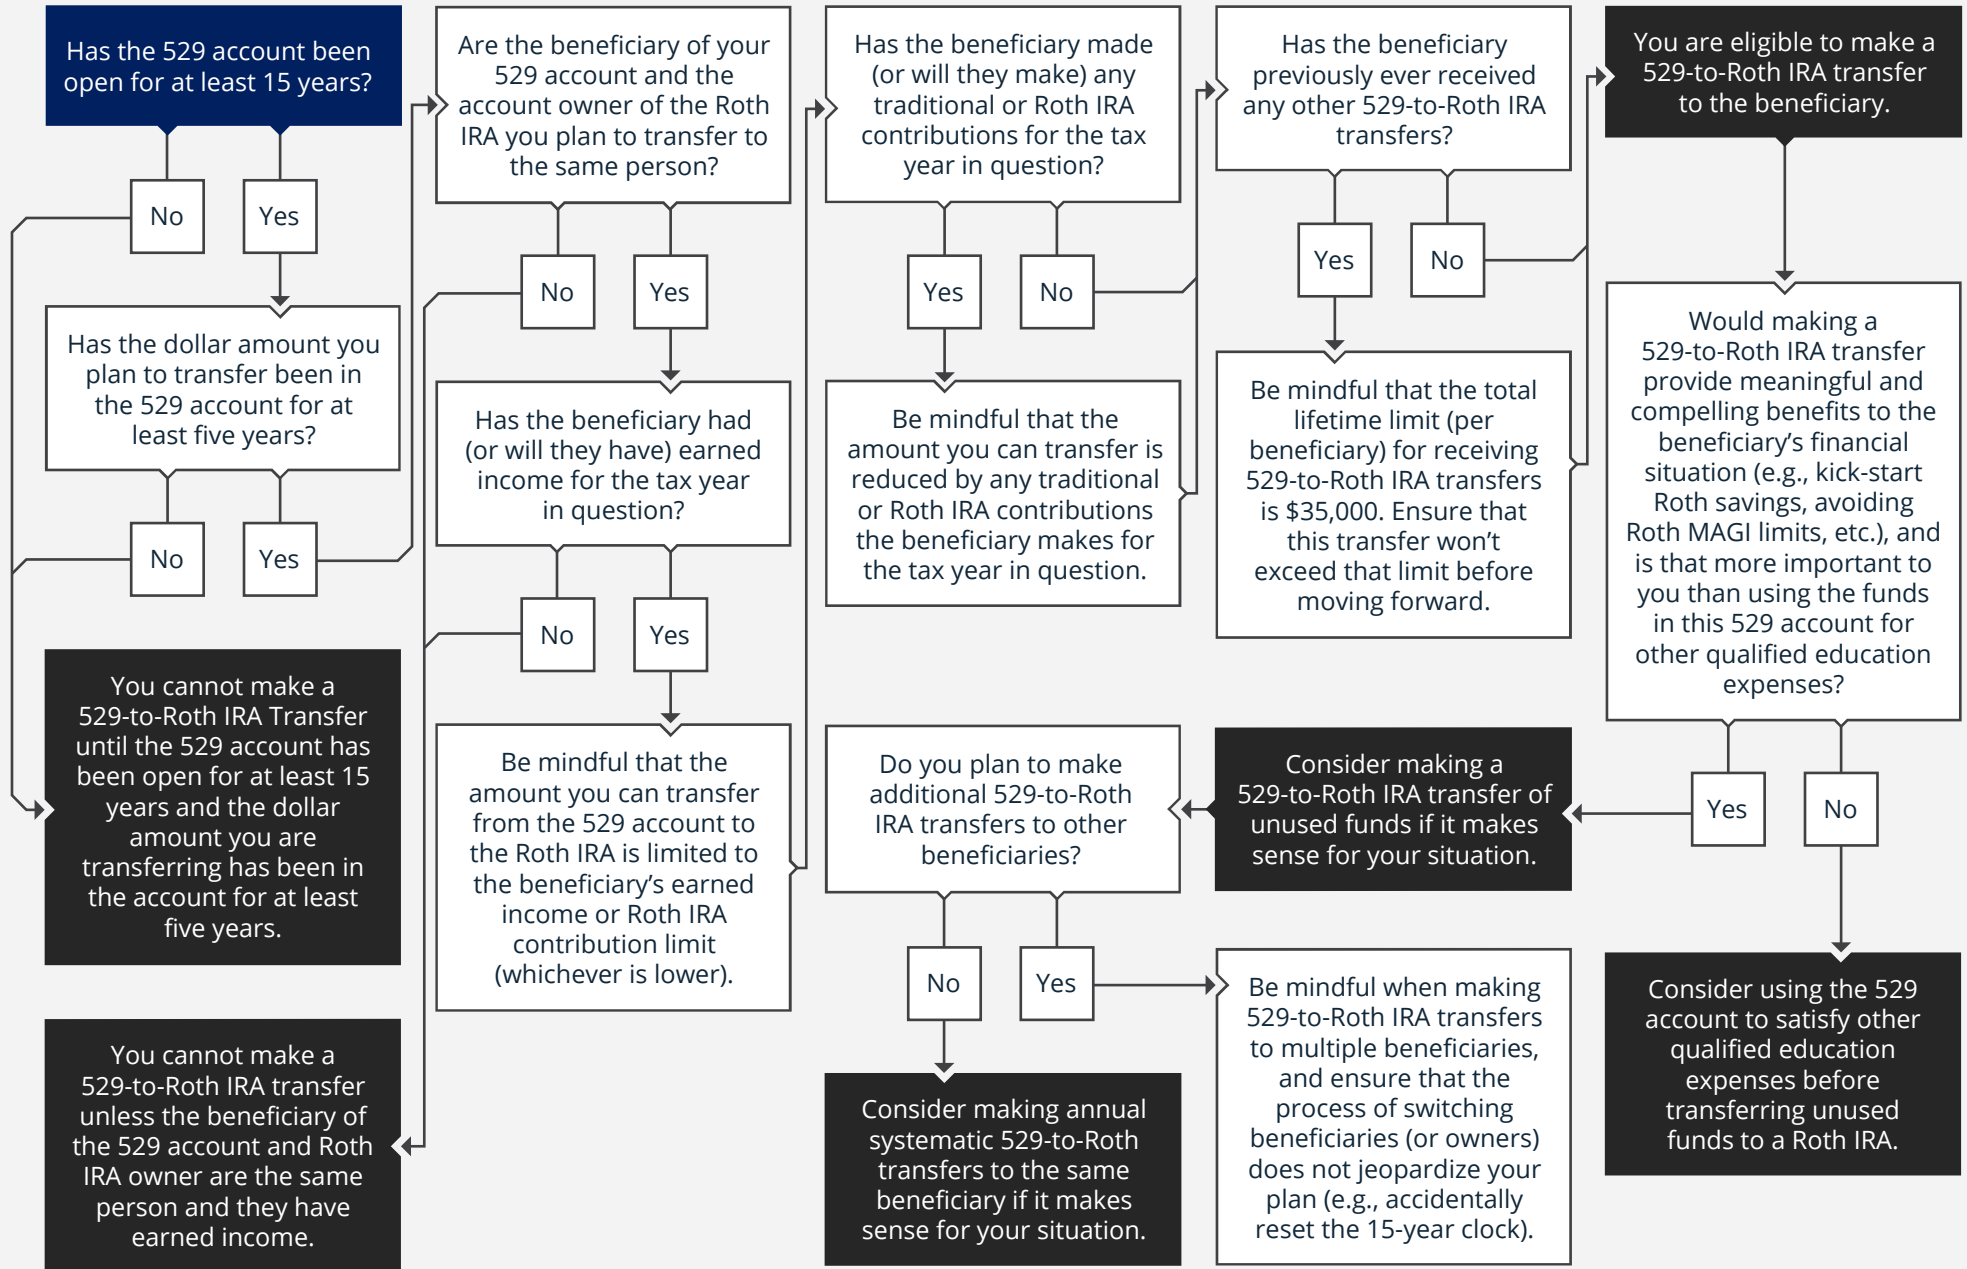 Has the 529 account been
open for at least 15 years?
No
Yes
Has the dollar amount you
plan to transfer been in
the 529 account for at
least five years?
No
Yes
You cannot make a
529-to-Roth IRA Transfer
until the 529 account has
been open for at least 15
years and the dollar
amount you are
transferring has been in
the account for at least
five years.
You cannot make a
529-to-Roth IRA transfer
unless the beneficiary of
the 529 account and Roth
IRA owner are the same
person and they have
earned income.
Are the beneficiary of your
529 account and the
account owner of the Roth
IRA you plan to transfer to
the same person?
No
Yes
Has the beneficiary had
(or will they have) earned
income for the tax year
in question?
No
Yes
Be mindful that the
amount you can transfer
from the 529 account to
the Roth IRA is limited to
the beneficiary’s earned
income or Roth IRA
contribution limit
(whichever is lower).
Has the beneficiary made
(or will they make) any
traditional or Roth IRA
contributions for the tax
year in question?
Yes
No
Be mindful that the
amount you can transfer is
reduced by any traditional
or Roth IRA contributions
the beneficiary makes for
the tax year in question.
Has the beneficiary
previously ever received
any other 529-to-Roth IRA
transfers?
Yes
No
Be mindful that the total
lifetime limit (per
beneficiary) for receiving
529-to-Roth IRA transfers
is $35,000. Ensure that
this transfer won’t
exceed that limit before
moving forward.
You are eligible to make a
529-to-Roth IRA transfer
to the beneficiary.
Would making a
529-to-Roth IRA transfer
provide meaningful and
compelling benefits to the
beneficiary’s financial
situation (e.g., kick-start
Roth savings, avoiding
Roth MAGI limits, etc.), and
is that more important to
you than using the funds
in this 529 account for
other qualified education
expenses?
Yes
No
Consider making a
529-to-Roth IRA transfer of
unused funds if it makes
sense for your situation.
Consider using the 529
account to satisfy other
qualified education
expenses before
transferring unused
funds to a Roth IRA.
Do you plan to make
additional 529-to-Roth
IRA transfers to other
beneficiaries?
No
Yes
Consider making annual
systematic 529-to-Roth
transfers to the same
beneficiary if it makes
sense for your situation.
Be mindful when making
529-to-Roth IRA transfers
to multiple beneficiaries,
and ensure that the
process of switching
beneficiaries (or owners)
does not jeopardize your
plan (e.g., accidentally
reset the 15-year clock).